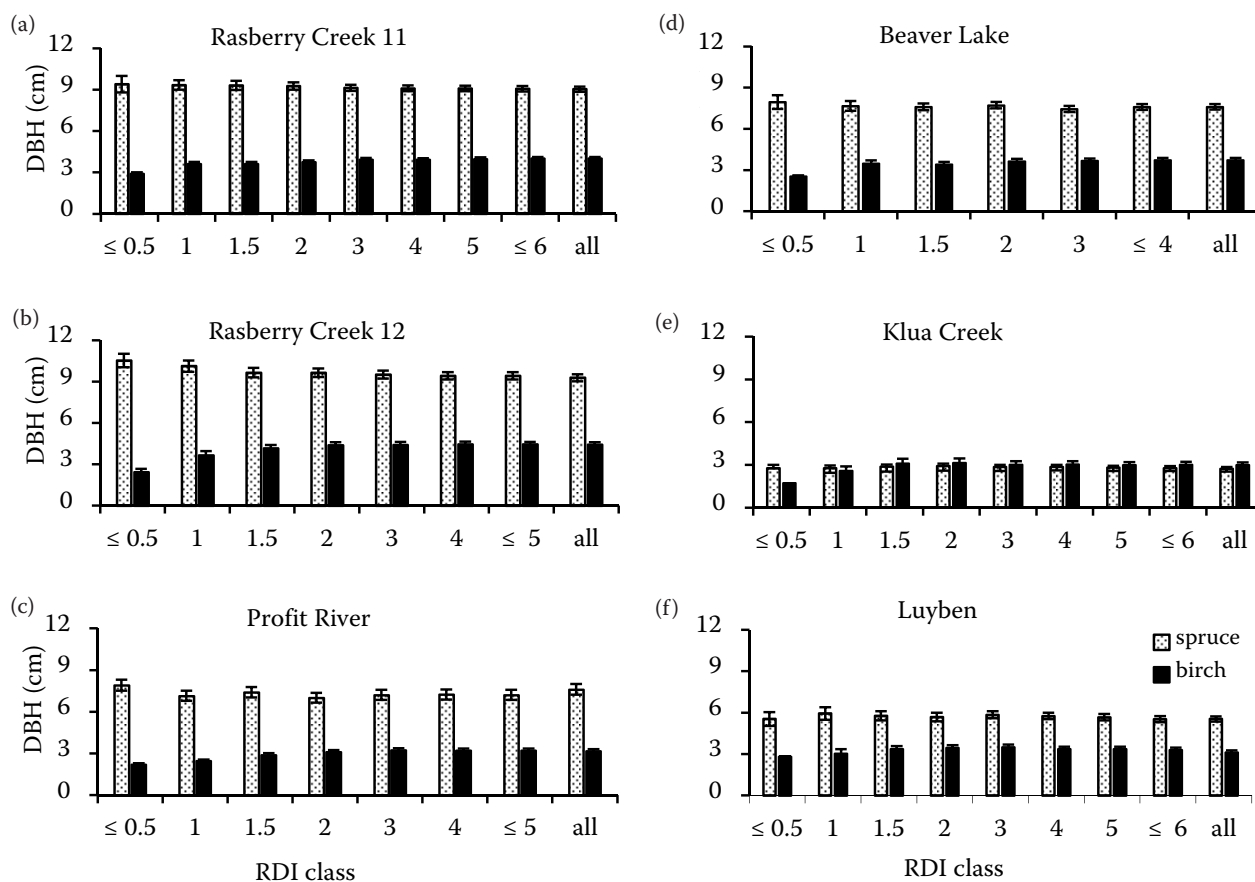 (a)
Rasberry Creek 11
DBH (cm)
12
9
6
3
0
≤ 0.5 1 1.5 2 3 4 5 ≤ 6 all
(b)
Rasberry Creek 12
DBH (cm)
12
9
6
3
0
≤ 0.5 1 1.5 2 3 4 ≤ 5 all
(c)
Profit River
DBH (cm)
12
9
6
3
0
≤ 0.5 1 1.5 2 3 4 ≤ 5 all
RDI class
(d)
Beaver Lake
12
9
6
3
0
≤ 0.5 1 1.5 2 3 ≤ 4 all
(e)
Klua Creek
12
9
6
3
0
≤ 0.5 1 1.5 2 3 4 5 ≤ 6 all
(f)
Luyben
12
9
6
3
0
spruce
birch
≤ 0.5 1 1.5 2 3 4 5 ≤ 6 all
RDI class